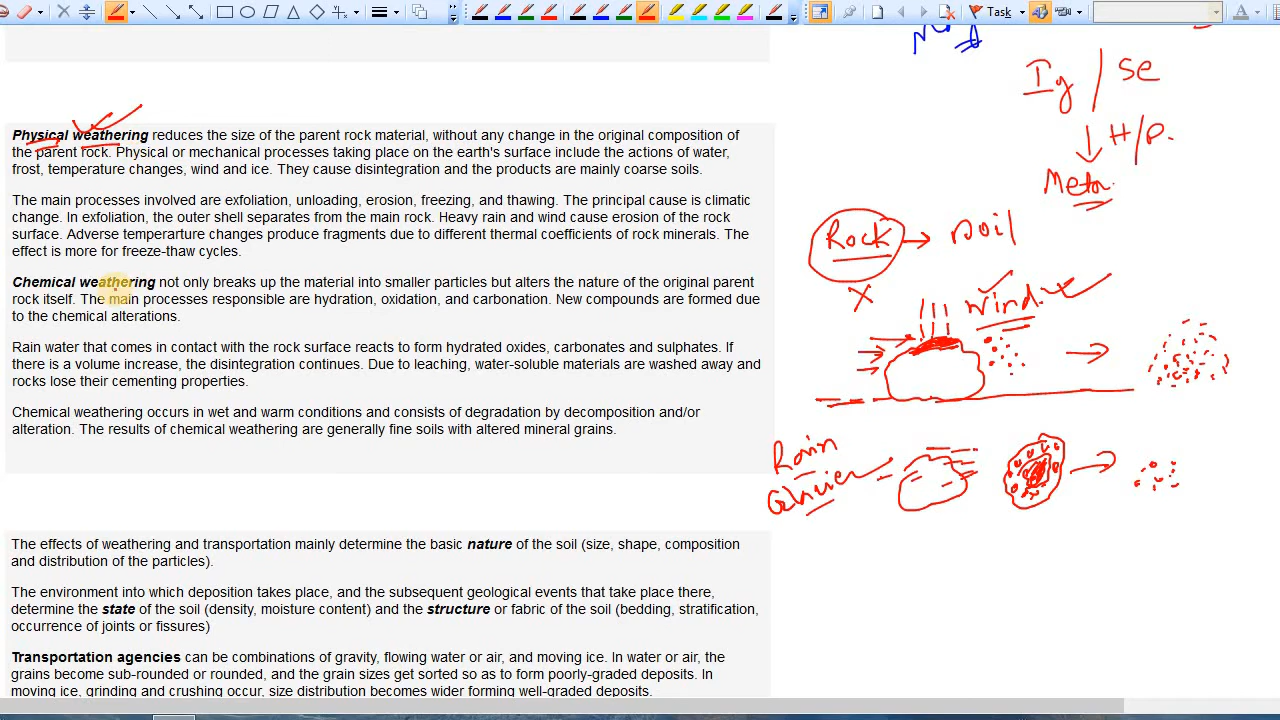 Task
A
Physical weathering reduces the size of the parent rock material, without any change in the original composition of
the parent rock. Physical or mechanical processes taking place on the earth's surface include the actions of water,
frost, temperature changes, wind and ice. They cause disintegration and the products are mainly coarse soils.
The main processes involved are exfoliation, unloading, erosion, freezing, and thawing. The principal cause is climatic
change. In exfoliation, the outer shell separates from the main rock. Heavy rain and wind cause erosion of the rock
surface. Adverse temperature changes produce fragments due to different thermal coefficients of rock minerals. The
effect is more for freeze-thaw cycles.
Chemical weathering not only breaks up the material into smaller particles but alters the nature of the original parent
rock itself. The main processes responsible are hydration, oxidation, and carbonation. New compounds are formed due
to the chemical alterations.
Rain water that comes in contact with the rock surface reacts to form hydrated oxides, carbonates and sulphates. If
there is a volume increase, the disintegration continues. Due to leaching, water-soluble materials are washed away and
rocks lose their cementing properties.
Chemical weathering occurs in wet and warm conditions and consists of degradation by decomposition and/or
alteration. The results of chemical weathering are generally fine soils with altered mineral grains.
The effects of weathering and transportation mainly determine the basic nature of the soil (size, shape, composition
and distribution of the particles).
The environment into which deposition takes place, and the subsequent geological events that take place there,
determine the state of the soil (density, moisture content) and the structure or fabric of the soil (bedding, stratification,
occurrence of joints or fissures)
Transportation agencies can be combinations of gravity, flowing water or air, and moving ice. In water or air, the
grains become sub-rounded or rounded, and the grain sizes get sorted so as to form poorly-graded deposits. In
moving ice, grinding and crushing occur, size distribution becomes wider forming well-graded deposits.
Ig / Se
H/P.
Meta.
Rock → Soil
X
Wind.
Rain